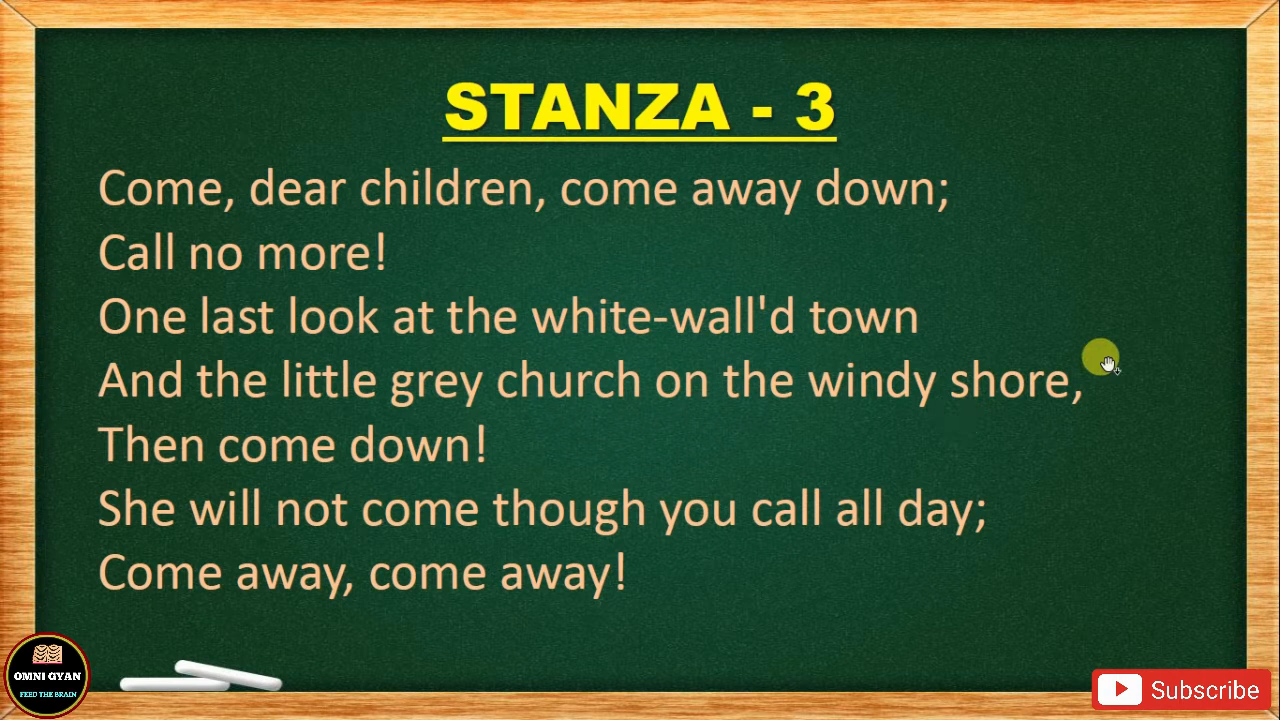 STANZA - 3
Come, dear children, come away down;
Call no more!
One last look at the white-wall'd town
And the little grey church on the windy shore,
Then come down!
She will not come though you call all day;
Come away, come away!
OMNI GYAN
FEED THE BRAIN
Subscribe